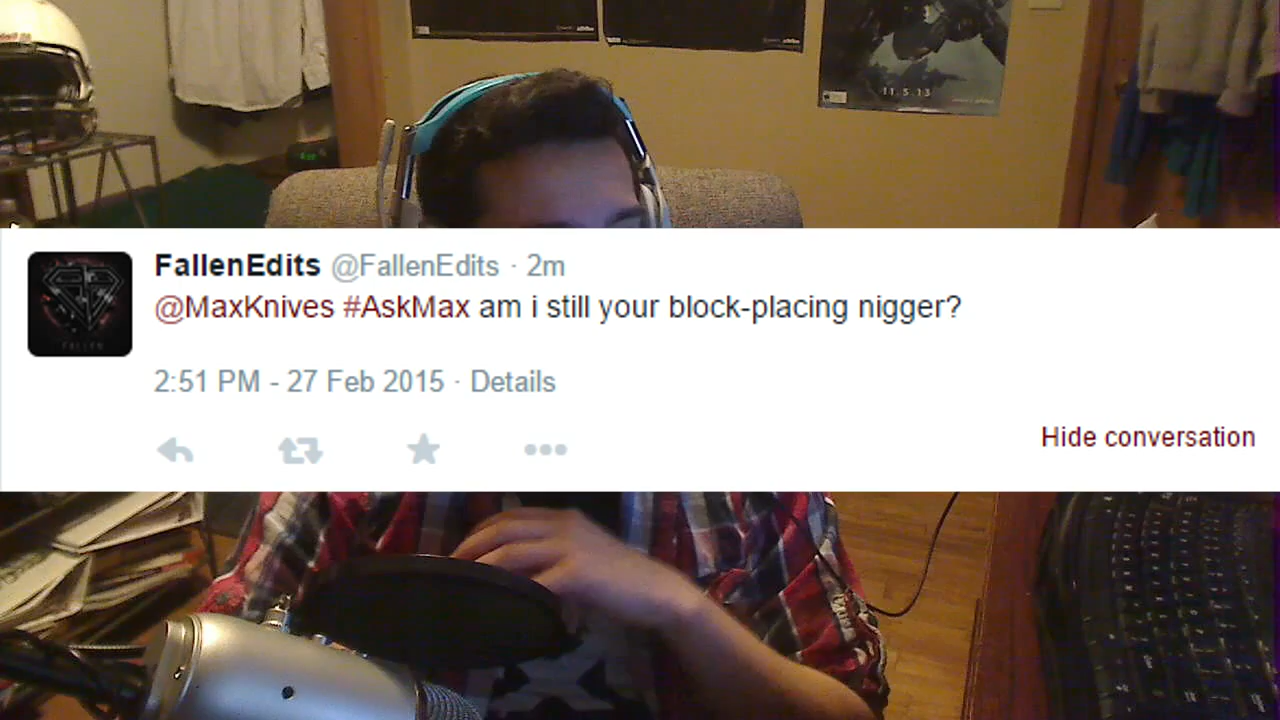 11.5.13
FallenEdits @FallenEdits · 2m
@MaxKnives #AskMax am i still your block-placing nigger?
2:51 PM - 27 Feb 2015 · Details
Hide conversation
FALLEN